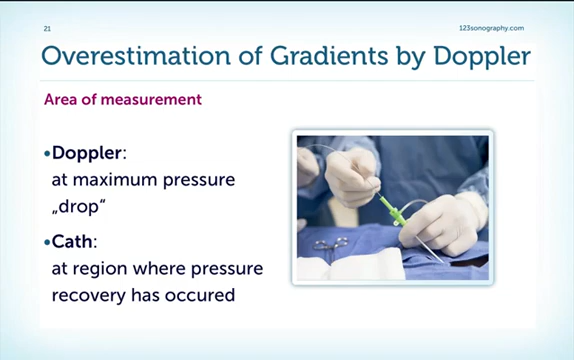 21
123sonography.com
Overestimation of Gradients by Doppler
Area of measurement
•Doppler:
at maximum pressure
„drop“
•Cath:
at region where pressure
recovery has occured